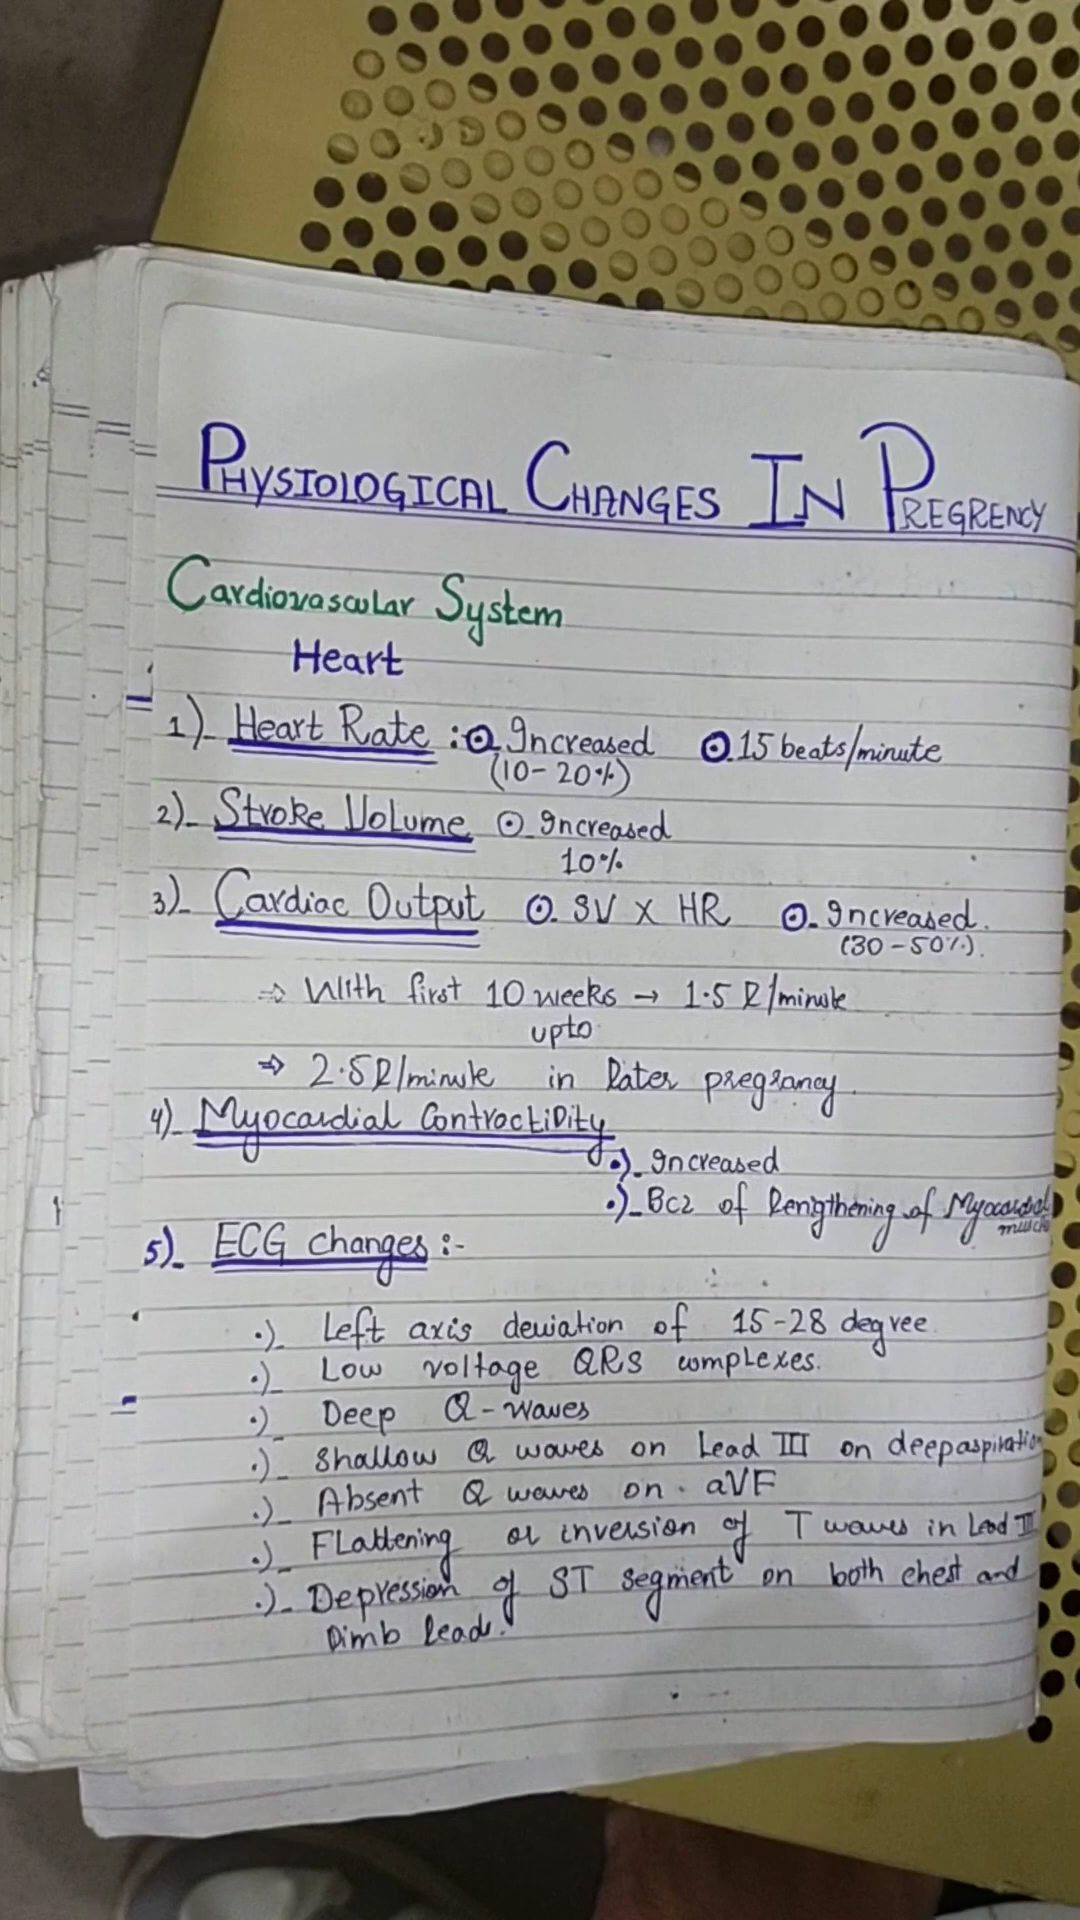 PHYSIOLOGICAL CHANGES IN PREGRENCY
Cardiovascular System
Heart
1)_ Heart Rate : Increased 15 beats/minute
(10-20%)
2)_ Stroke Volume Increased
10%
3)_ Cardiac Output SV X HR Increased.
(30-50%).
⇒ With first 10 weeks → 1.5 l/minute
upto
⇒ 2.5l/minute in later pregnancy.
4)_ Myocardial Contractility
.)_ Increased
.)_ Bcz of lengthening of Myocardial
muscle
5)_ ECG changes :-
.)_ Left axis deviation of 15-28 degree
.)_ Low voltage QRS complexes.
.)_ Deep Q-waves
.)_ Shallow Q waves on Lead III on deepaspiration
.)_ Absent Q waves on aVF
.)_ Flattening or inversion of T waves in Lead III
.)_ Depression of ST segment on both chest and
limb leads.